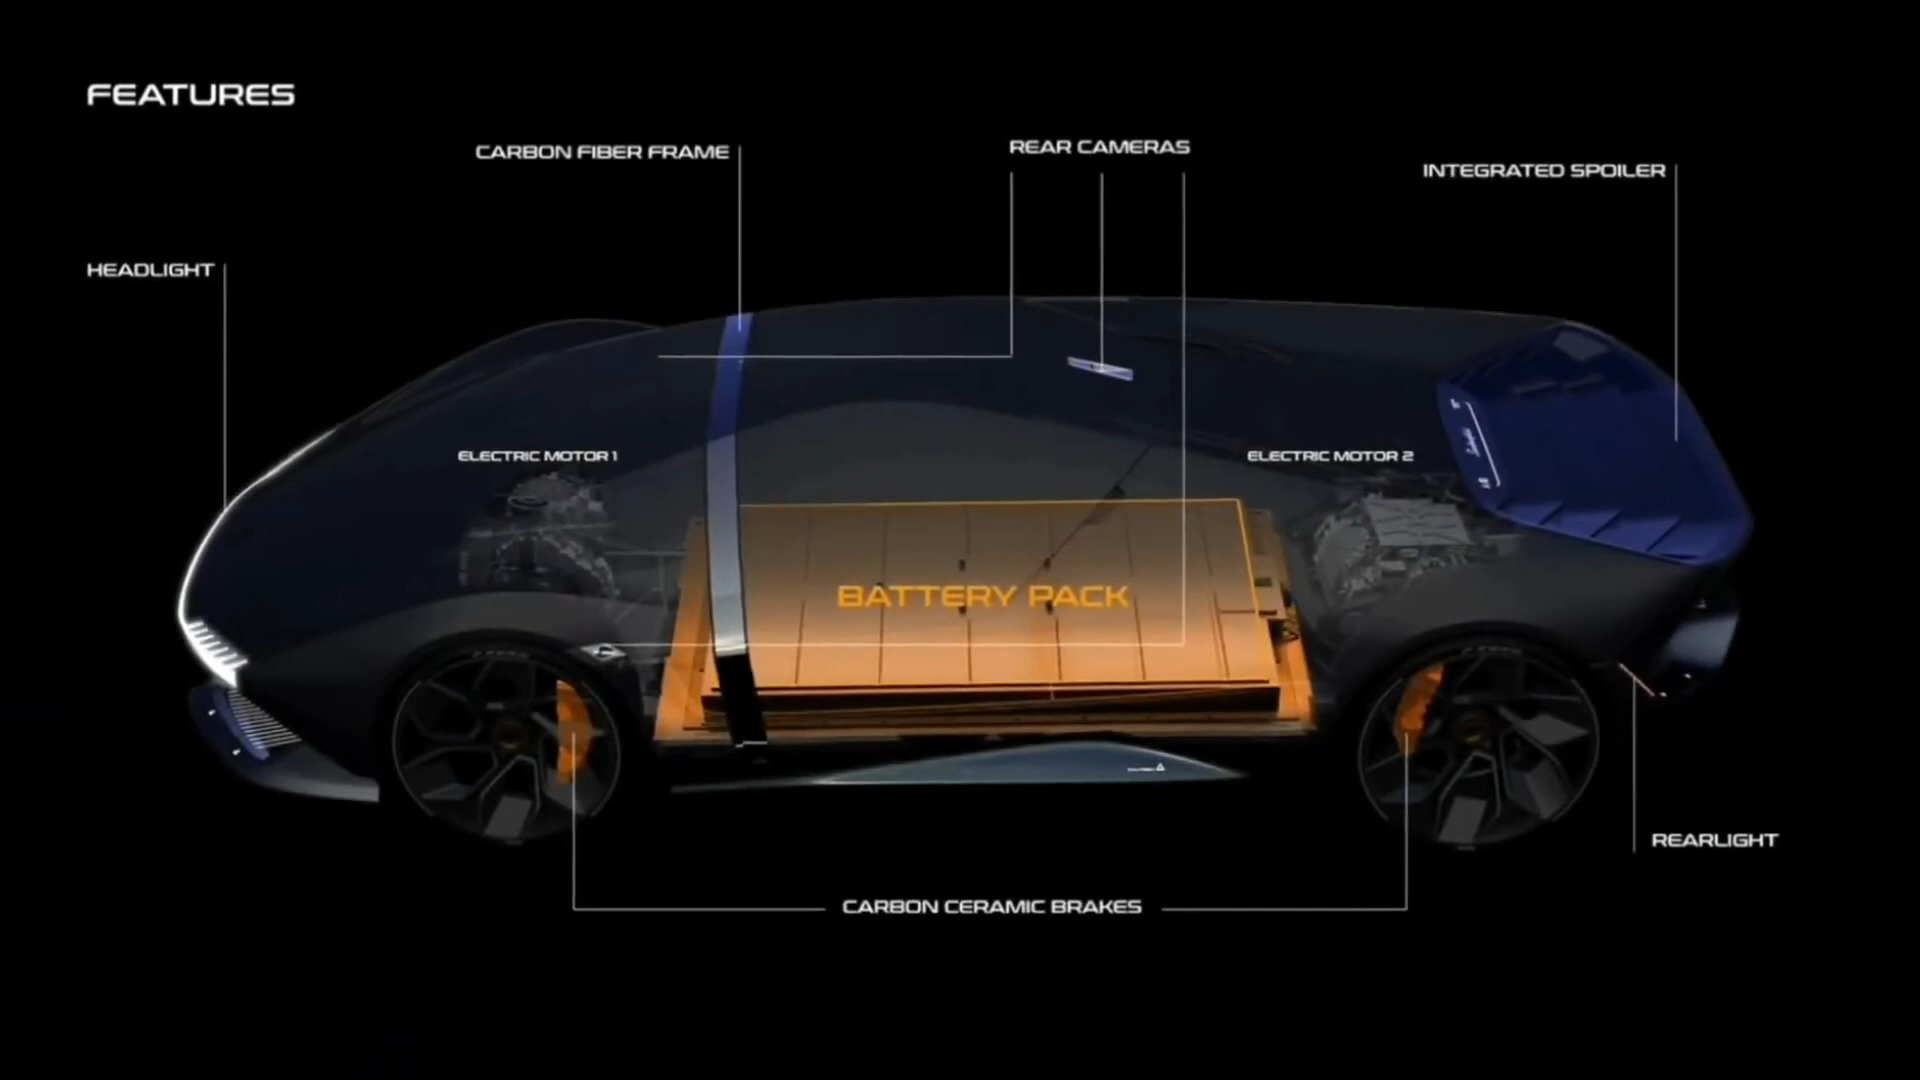 FEATURES
CARBON FIBER FRAME
REAR CAMERAS
INTEGRATED SPOILER
HEADLIGHT
ELECTRIC MOTOR 1
ELECTRIC MOTOR 2
BATTERY PACK
REARLIGHT
CARBON CERAMIC BRAKES